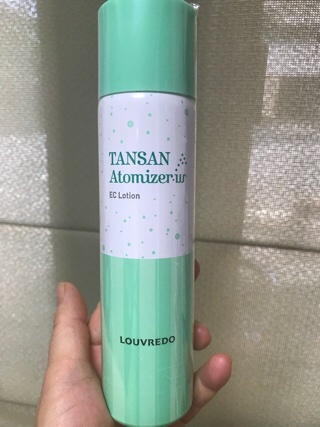 TANSAN
Atomizer
EC Lotion
LOUVREDO